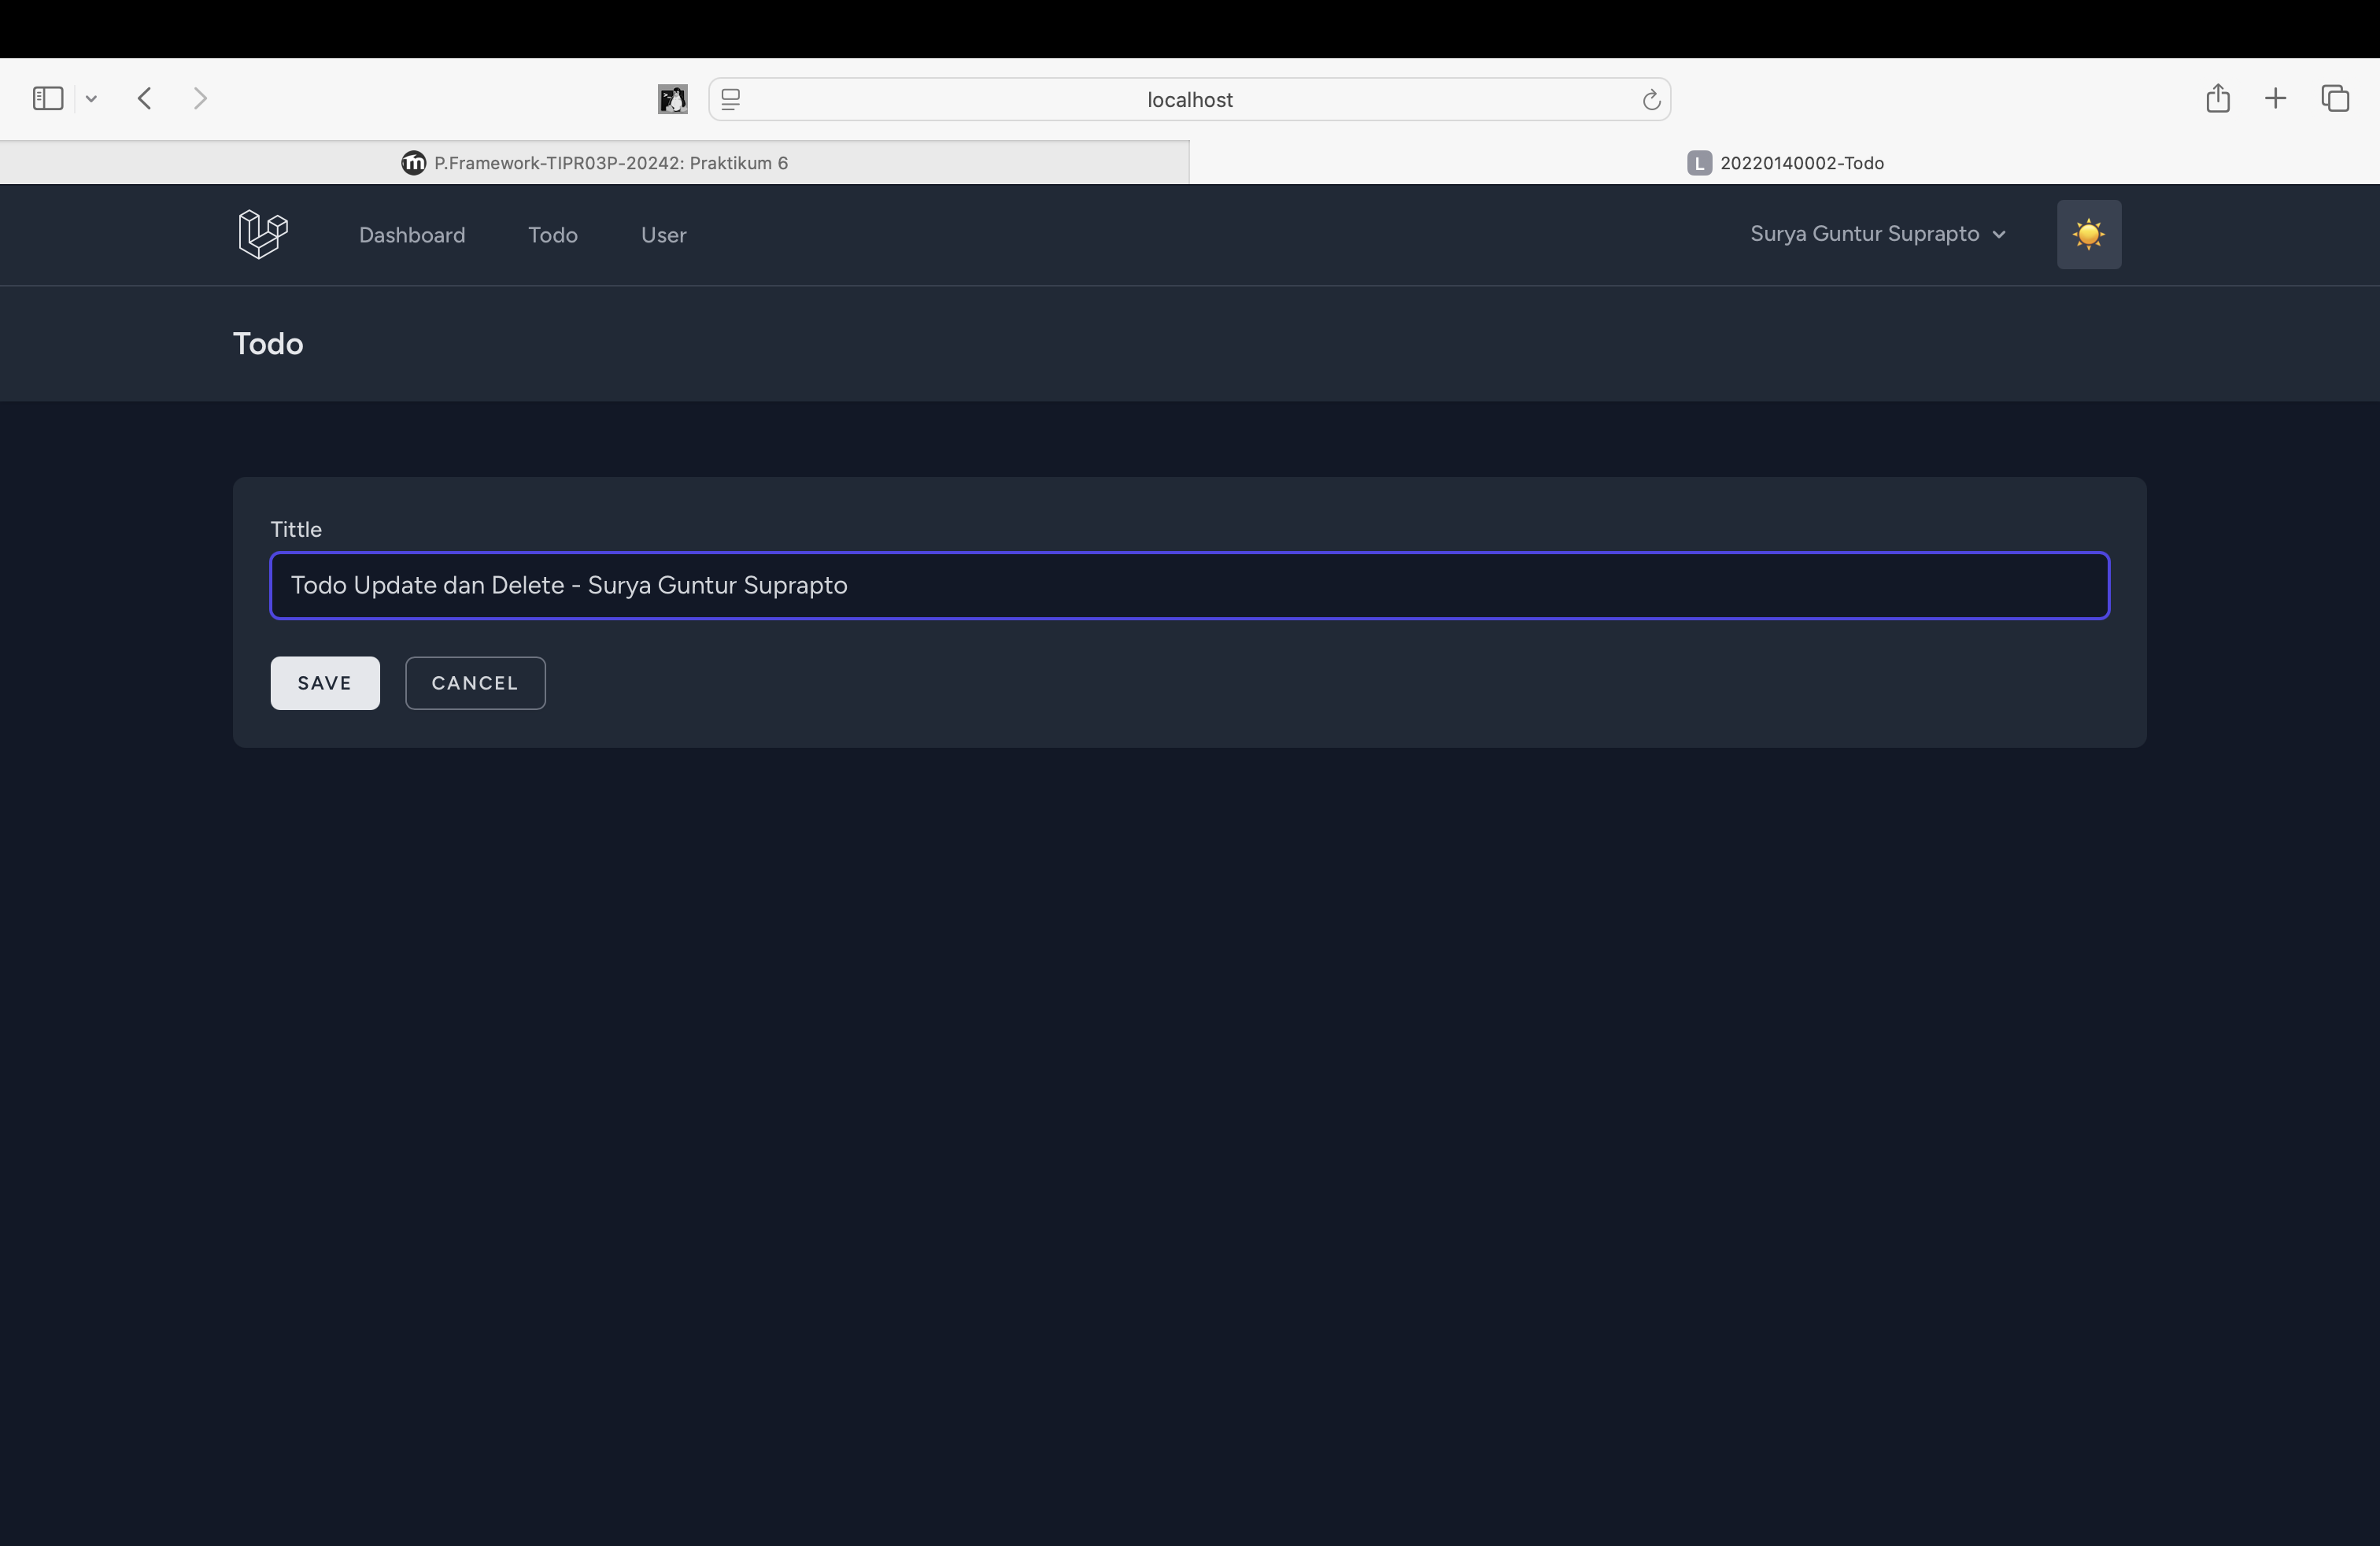 localhost
P.Framework-TIPR03P-20242: Praktikum 6
L 20220140002-Todo
Dashboard Todo User Surya Guntur Suprapto
Todo
Tittle
Todo Update dan Delete - Surya Guntur Suprapto
SAVE CANCEL